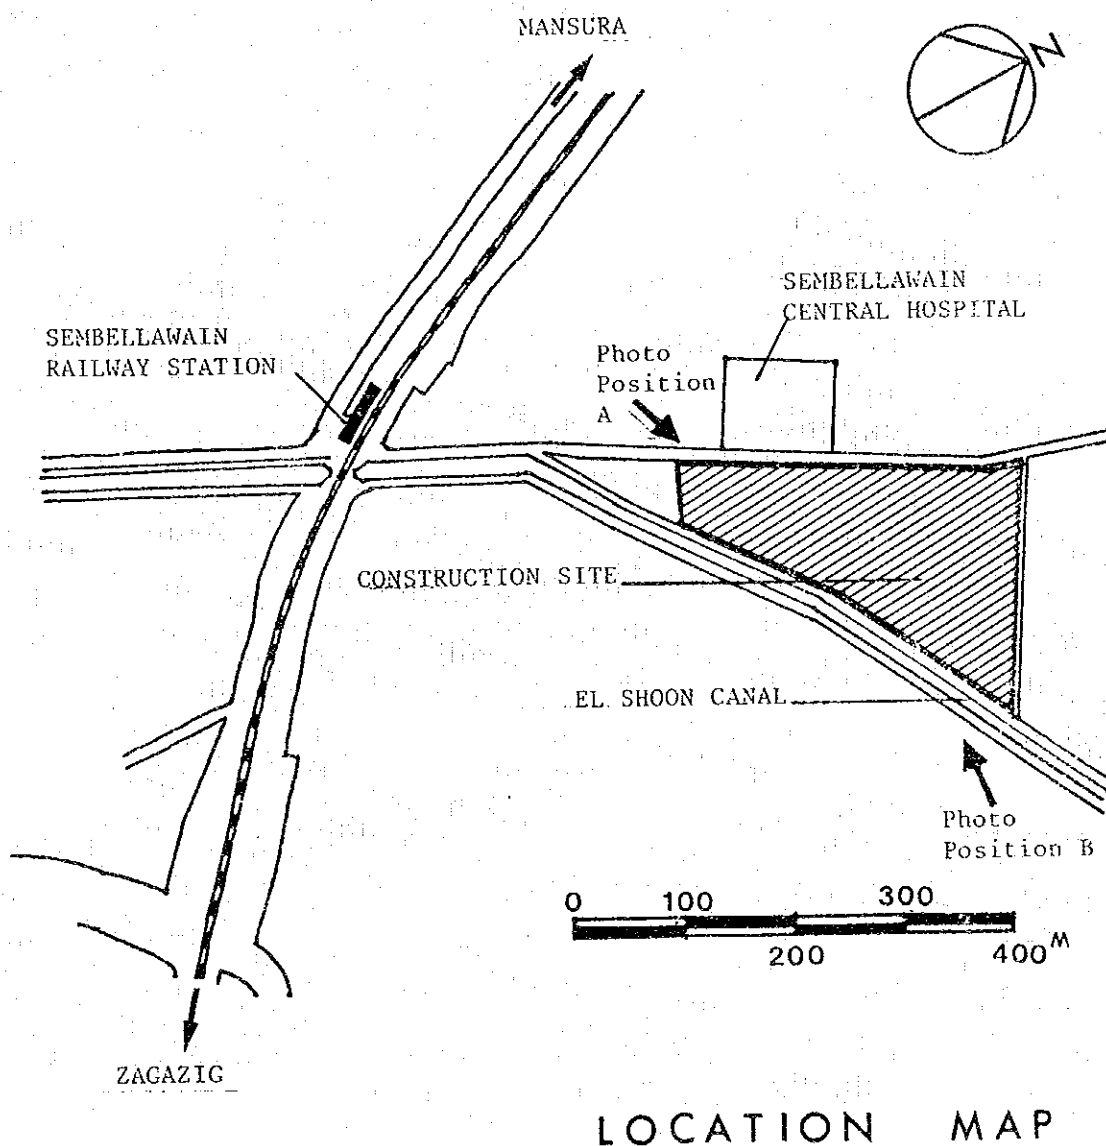 MANSURA
N
SEMBELLAWAIN
CENTRAL HOSPITAL
SEMBELLAWAIN
RAILWAY STATION
Photo
Position
A
CONSTRUCTION SITE
EL SHOON CANAL
Photo
Position B
0 100 300
200 400M
ZAGAZIG
LOCATION MAP